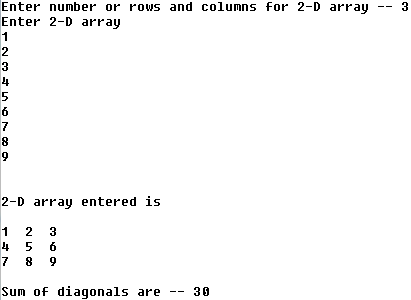 Enter number or rows and columns for 2-D array -- 3
Enter 2-D array
1
2
3
4
5
6
7
8
9
2-D array entered is
1 2 3
4 5 6
7 8 9
Sum of diagonals are -- 30